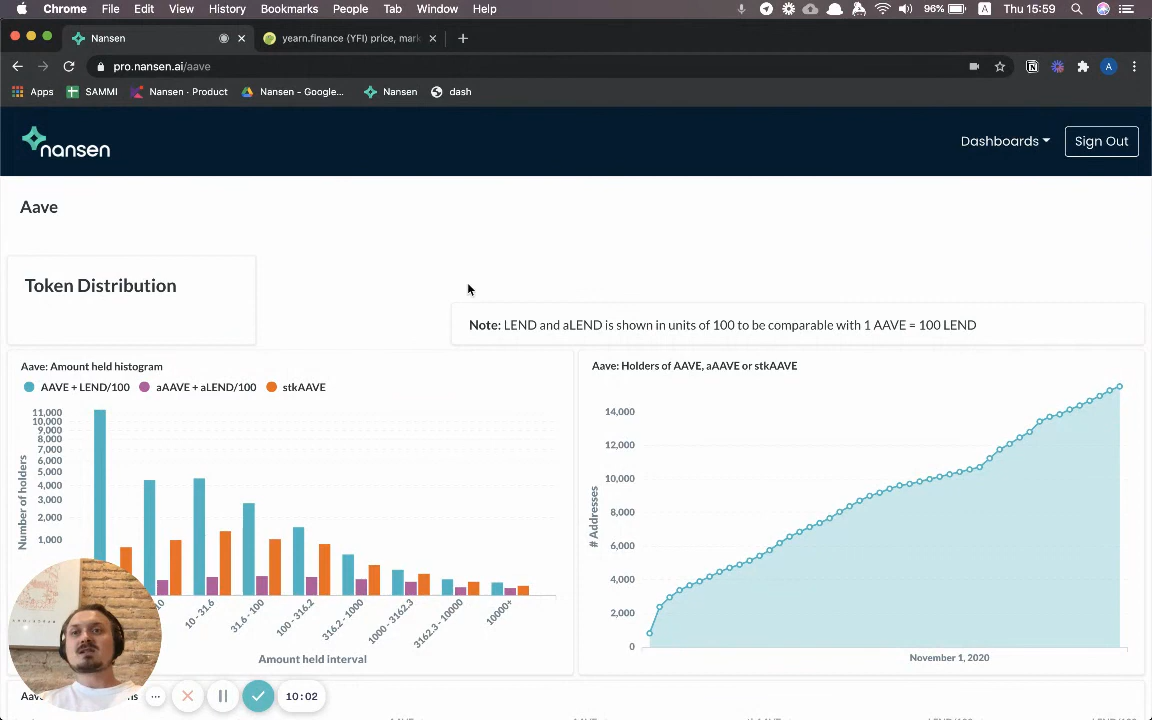 Chrome File Edit View History Bookmarks People Tab Window Help 96% A Thu 15:59
Nansen yearn.finance (YFI) price, mar
pro.nansen.ai/aave A
Apps SAMMI Nansen · Product Nansen - Google... Nansen dash
nansen Dashboards Sign Out
Aave
Token Distribution
Note: LEND and aLEND is shown in units of 100 to be comparable with 1 AAVE = 100 LEND
Aave: Amount held histogram
AAVE + LEND/100 aAAVE + aLEND/100 stkAAVE
11,000
10,000
9,000
8,000
7,000
6,000
5,000
4,000
3,000
2,000
1,000
Number of holders
10
10 - 31.6
31.6 - 100
100 - 316.2
316.2 - 1000
1000 - 3162.3
3162.3 - 10000
10000+
Amount held interval
Aave: Holders of AAVE, aAAVE or stkAAVE
14,000
12,000
10,000
8,000
6,000
4,000
2,000
0
# Addresses
November 1, 2020
10:02